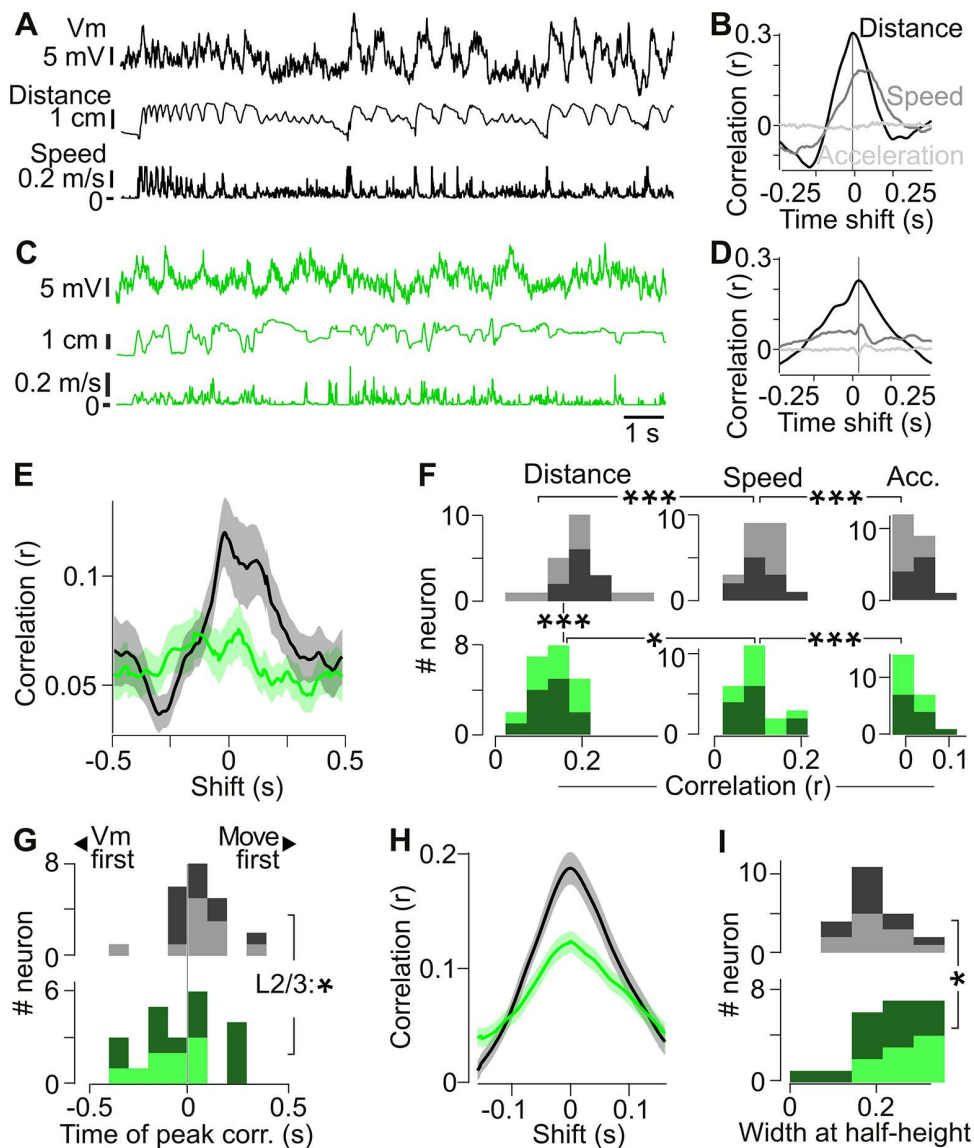 A
Vm
5 mV
Distance
1 cm
Speed
0.2 m/s
0
B
0.3
Distance
Speed
0
Acceleration
Correlation (r)
-0.25 0 0.25
Time shift (s)
C
5 mV
1 cm
0.2 m/s
0
1 s
D
0.3
0
Correlation (r)
-0.25 0 0.25
Time shift (s)
E
0.1
0.05
Correlation (r)
-0.5 0 0.5
Shift (s)
F
Distance Speed Acc.
*** ***
10 10 10
0 0 0
***
* ***
8 10 10
0 0 0
# neuron
0 0.2 0 0.2 0 0.1
Correlation (r)
G
◄Vm first
Move first►
8
0
L2/3:*
6
0
# neuron
-0.5 0 0.5
Time of peak corr. (s)
H
0.2
0.1
0
Correlation (r)
-0.1 0 0.1
Shift (s)
I
10
0
*
8
0
# neuron
0 0.2
Width at half-height